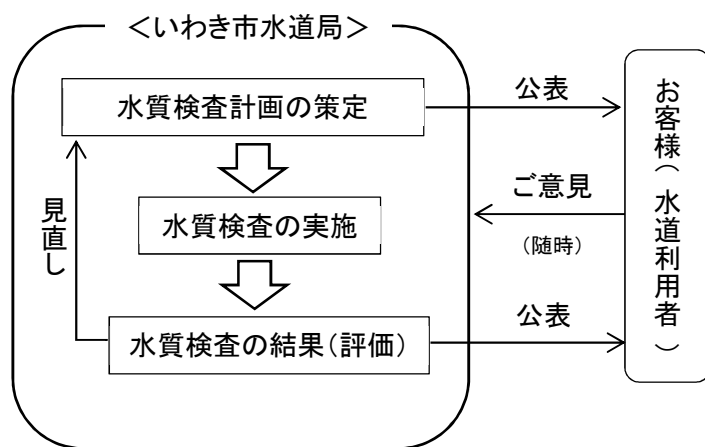 ＜いわき市水道局＞
水質検査計画の策定
公表
お客様（水道利用者）
見直し
水質検査の実施
ご意見
（随時）
水質検査の結果（評価）
公表